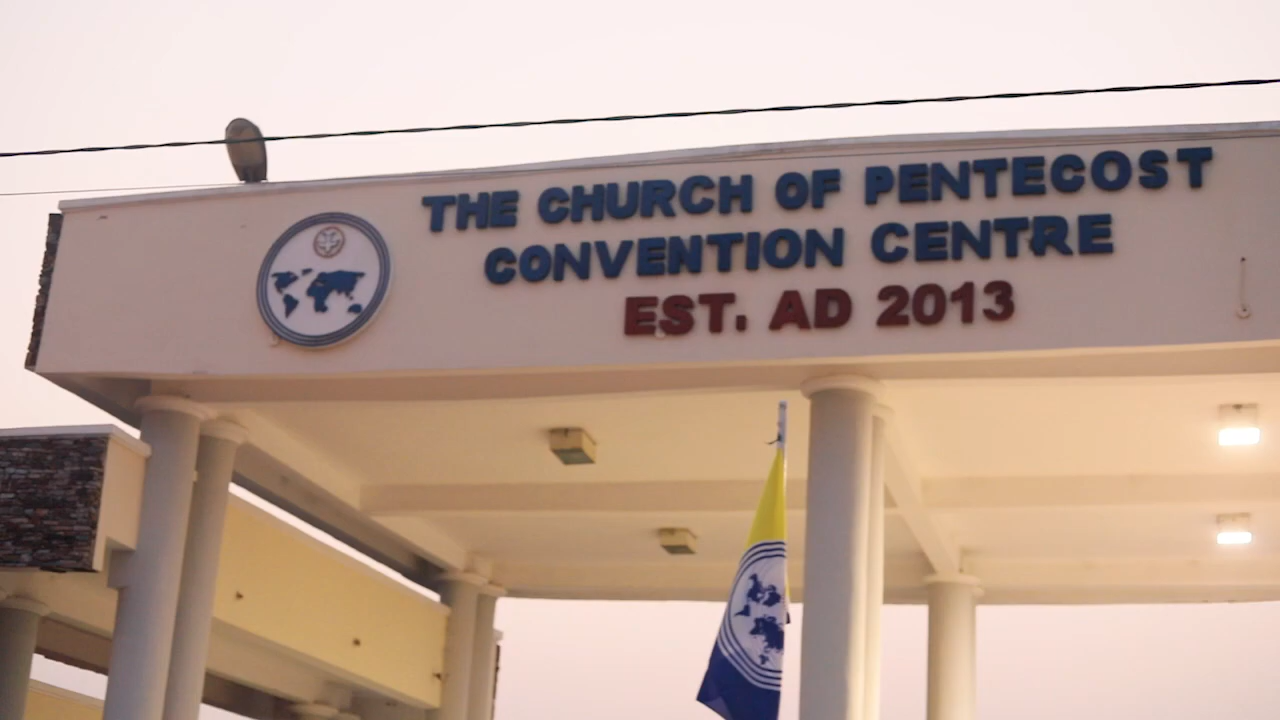 THE CHURCH OF PENTECOST
CONVENTION CENTRE
EST. AD 2013